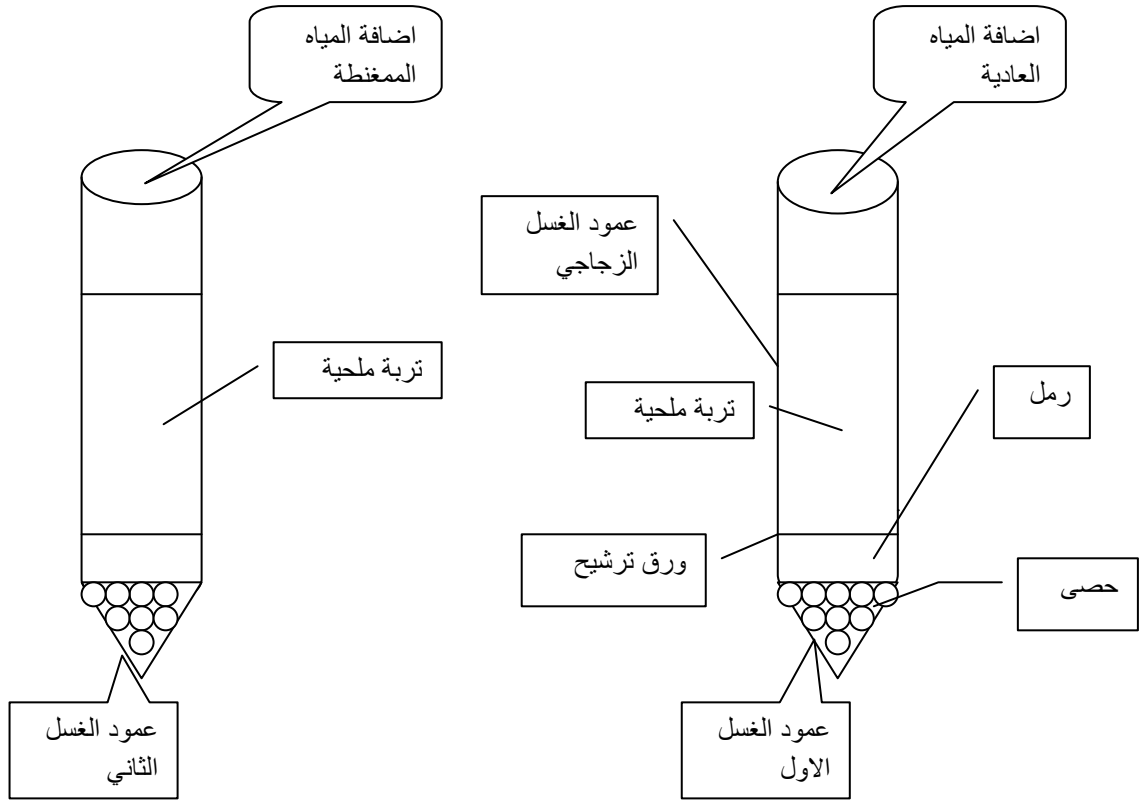 اضافة المياه
العادية
اضافة المياه
الممغنطة
عمود الغسل
الزجاجي
تربة ملحية
رمل
تربة ملحية
ورق ترشيح
حصى
عمود الغسل
الاول
عمود الغسل
الثاني